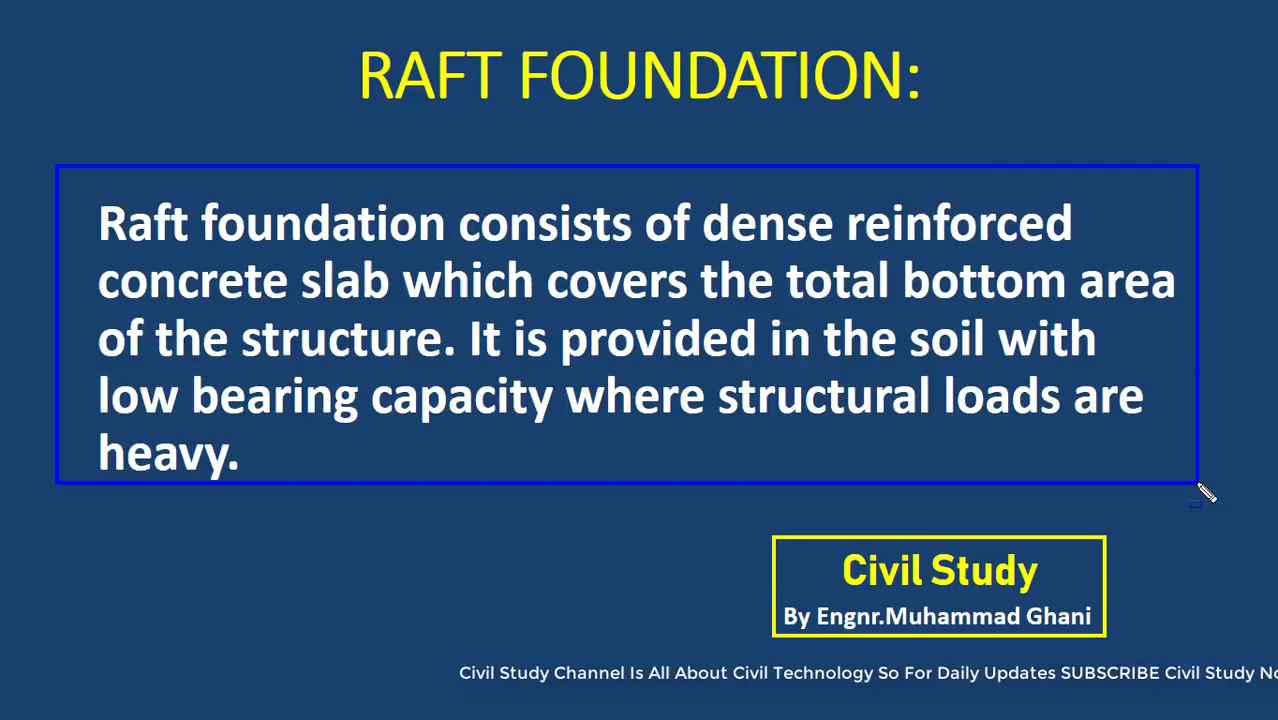 RAFT FOUNDATION:
Raft foundation consists of dense reinforced
concrete slab which covers the total bottom area
of the structure. It is provided in the soil with
low bearing capacity where structural loads are
heavy.
Civil Study
By Engnr.Muhammad Ghani
Civil Study Channel Is All About Civil Technology So For Daily Updates SUBSCRIBE Civil Study